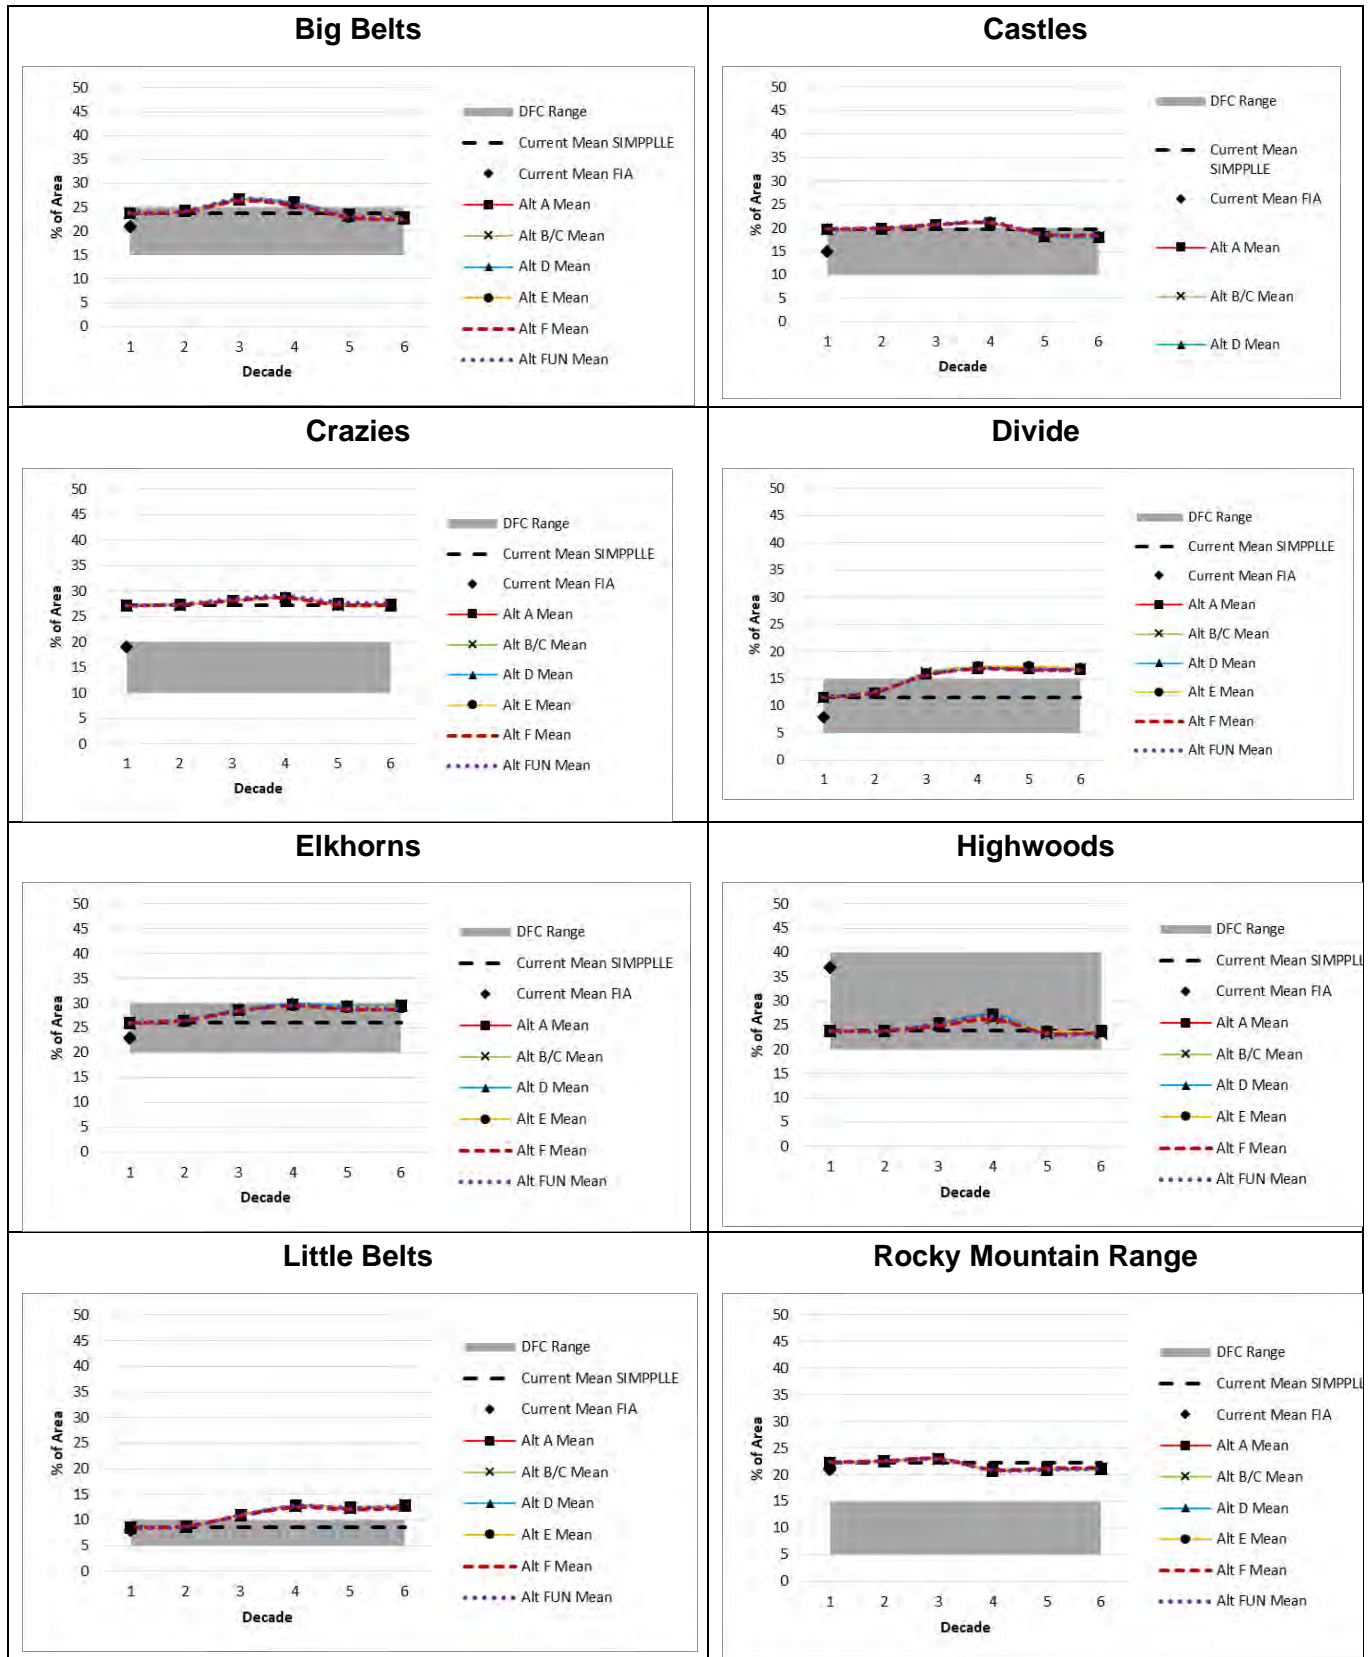 Big Belts
50
45
40
35
30
25
20
15
10
5
0
% of Area
1 2 3 4 5 6
Decade
DFC Range
Current Mean SIMPPLLE
Current Mean FIA
Alt A Mean
Alt B/C Mean
Alt D Mean
Alt E Mean
Alt F Mean
Alt FUN Mean
Castles
50
45
40
35
30
25
20
15
10
5
0
% of Area
1 2 3 4 5 6
Decade
DFC Range
Current Mean
SIMPPLLE
Current Mean FIA
Alt A Mean
Alt B/C Mean
Alt D Mean
Crazies
50
45
40
35
30
25
20
15
10
5
0
% of Area
1 2 3 4 5 6
Decade
DFC Range
Current Mean SIMPPLLE
Current Mean FIA
Alt A Mean
Alt B/C Mean
Alt D Mean
Alt E Mean
Alt F Mean
Alt FUN Mean
Divide
50
45
40
35
30
25
20
15
10
5
0
% of Area
1 2 3 4 5 6
Decade
DFC Range
Current Mean SIMPPLLE
Current Mean FIA
Alt A Mean
Alt B/C Mean
Alt D Mean
Alt E Mean
Alt F Mean
Alt FUN Mean
Elkhorns
50
45
40
35
30
25
20
15
10
5
0
% of Area
1 2 3 4 5 6
Decade
DFC Range
Current Mean SIMPPLLE
Current Mean FIA
Alt A Mean
Alt B/C Mean
Alt D Mean
Alt E Mean
Alt F Mean
Alt FUN Mean
Highwoods
50
45
40
35
30
25
20
15
10
5
0
% of Area
1 2 3 4 5 6
Decade
DFC Range
Current Mean SIMPPLLE
Current Mean FIA
Alt A Mean
Alt B/C Mean
Alt D Mean
Alt E Mean
Alt F Mean
Alt FUN Mean
Little Belts
50
45
40
35
30
25
20
15
10
5
0
% of Area
1 2 3 4 5 6
Decade
DFC Range
Current Mean SIMPPLLE
Current Mean FIA
Alt A Mean
Alt B/C Mean
Alt D Mean
Alt E Mean
Alt F Mean
Alt FUN Mean
Rocky Mountain Range
50
45
40
35
30
25
20
15
10
5
0
% of Area
1 2 3 4 5 6
Decade
DFC Range
Current Mean SIMPPLLE
Current Mean FIA
Alt A Mean
Alt B/C Mean
Alt D Mean
Alt E Mean
Alt F Mean
Alt FUN Mean